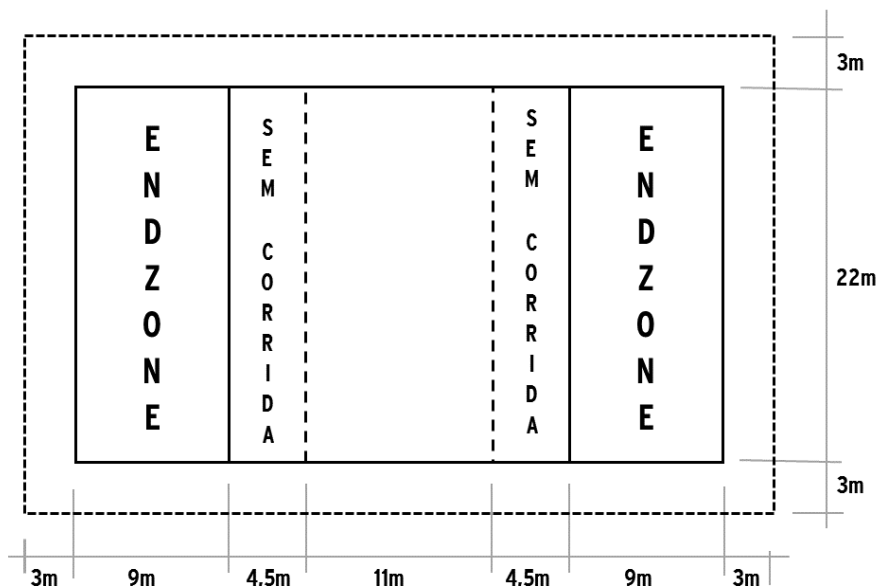 3m
ENDZONE
SEM CORRIDA
SEM CORRIDA
ENDZONE
22m
3m
3m
9m
4,5m
11m
4,5m
9m
3m